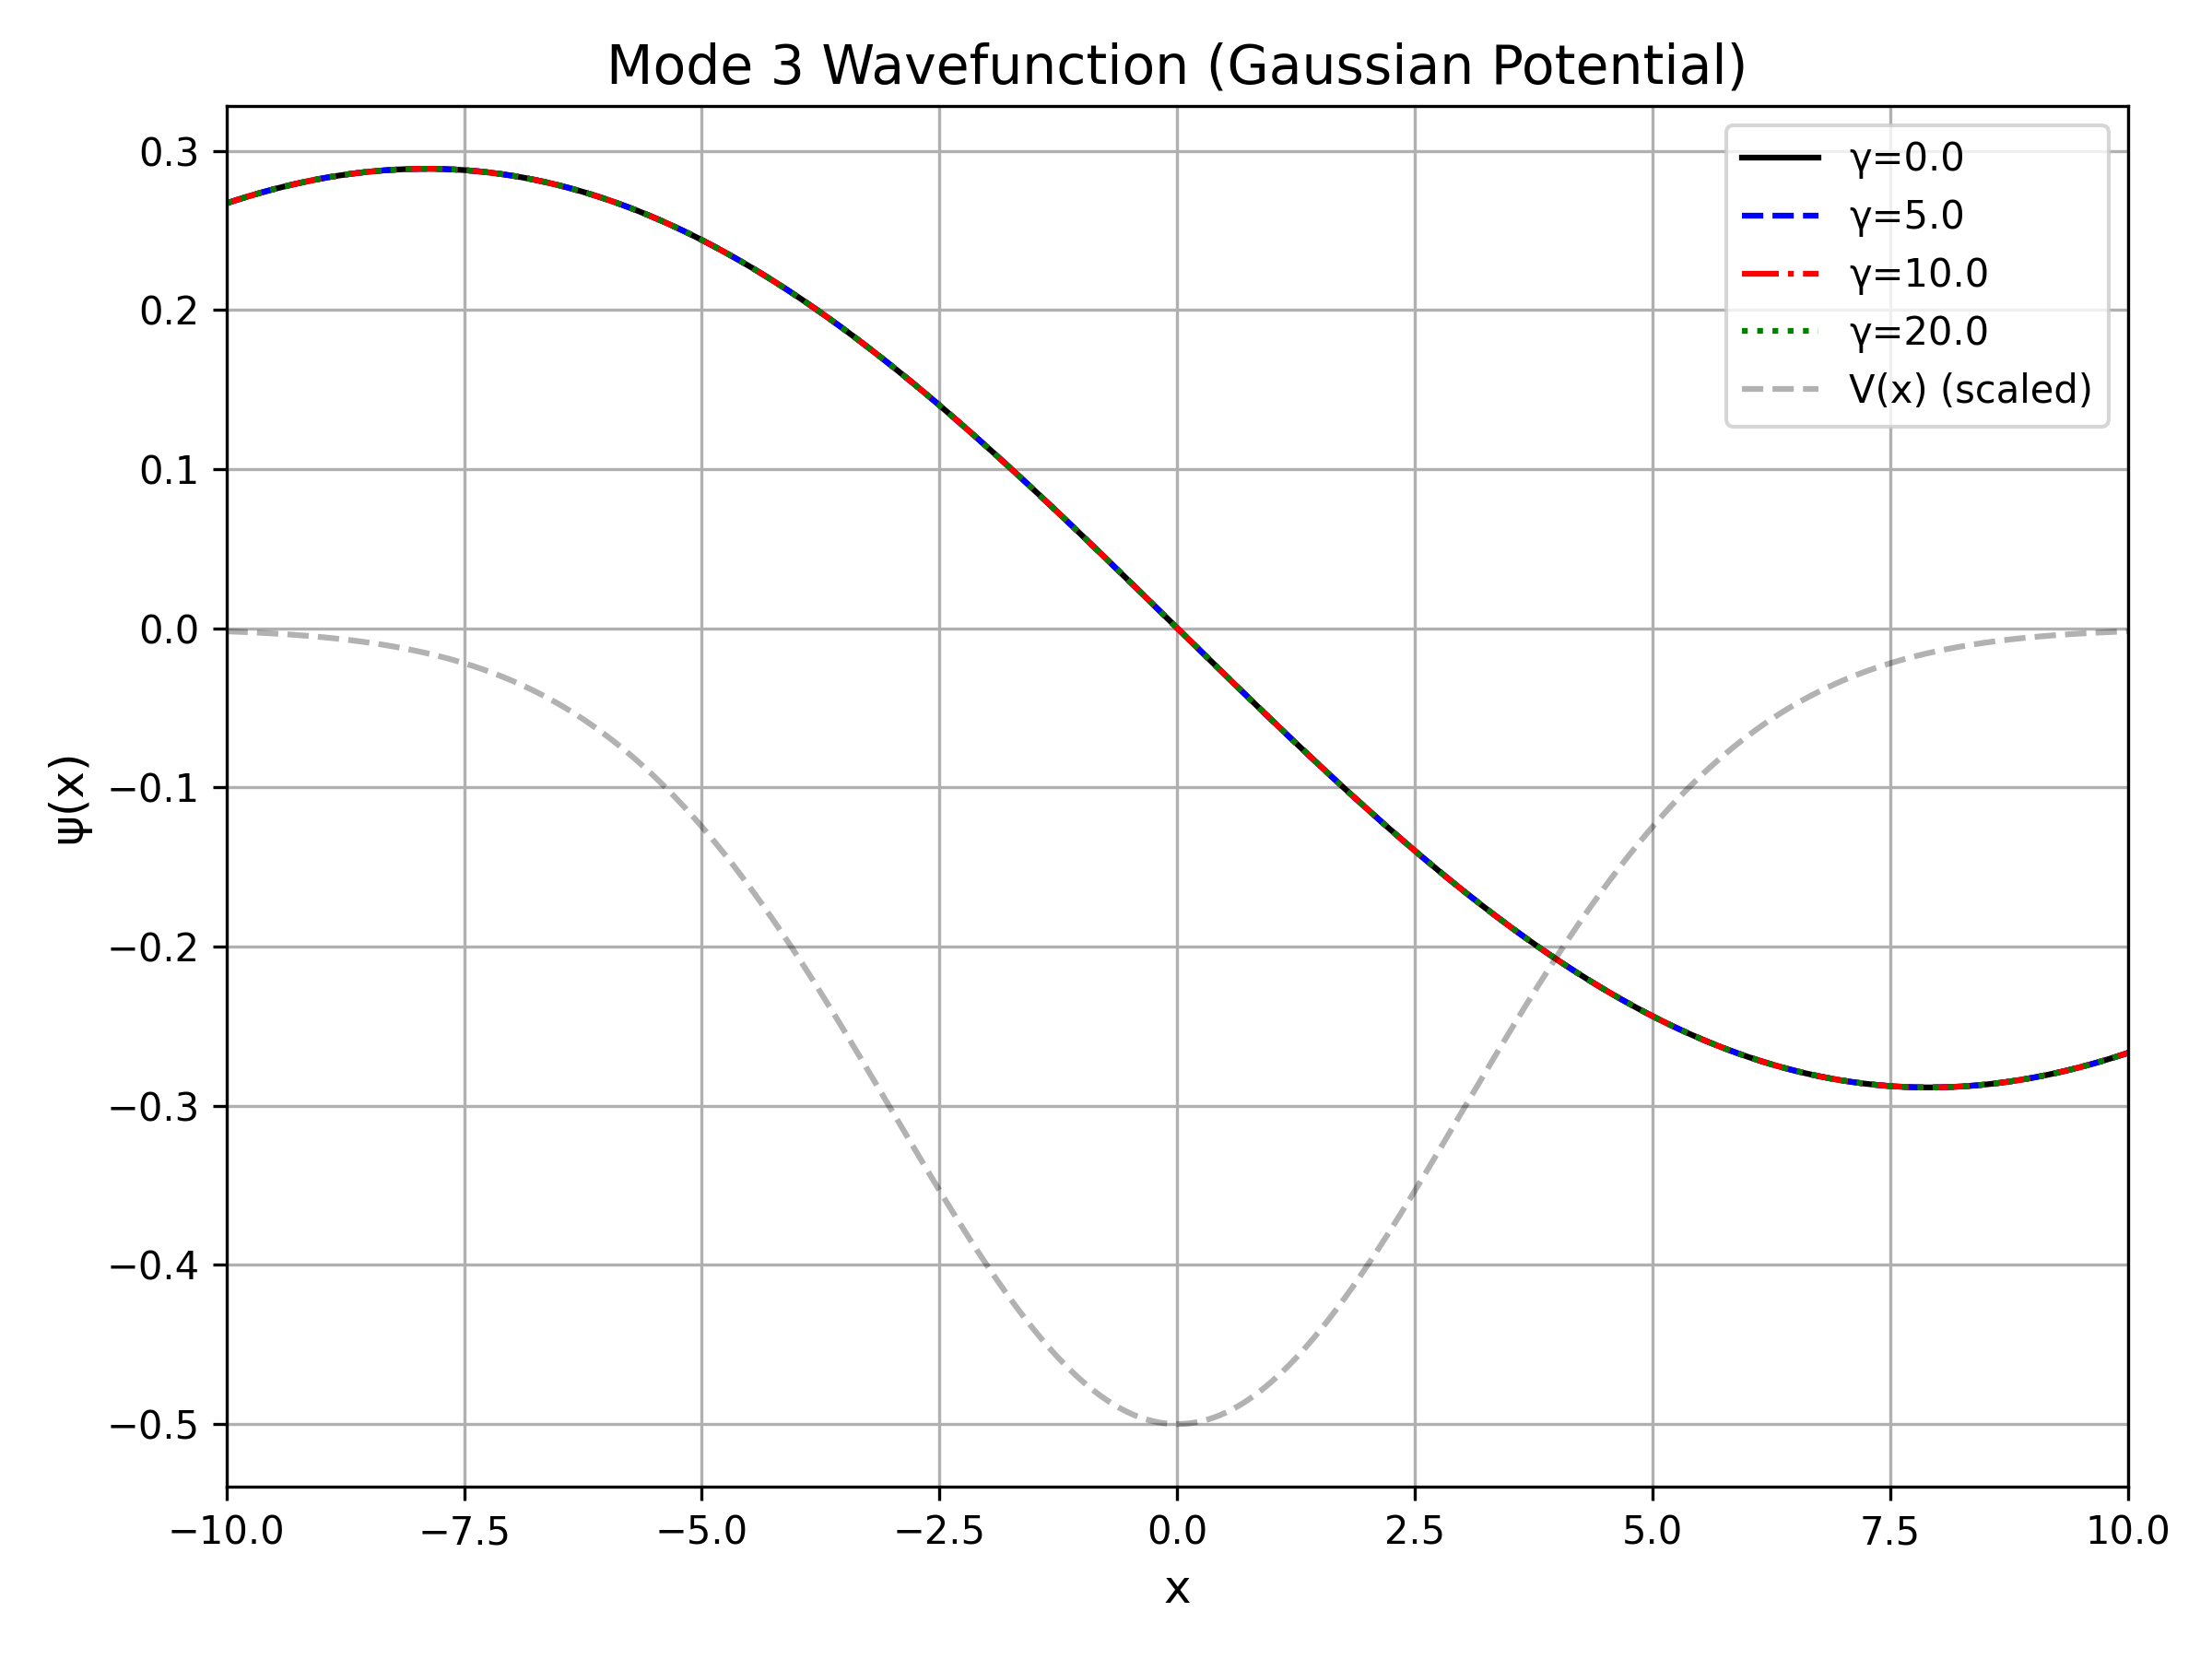 Mode 3 Wavefunction (Gaussian Potential)
γ=0.0
γ=5.0
γ=10.0
γ=20.0
V(x) (scaled)
ψ(x)
0.3
0.2
0.1
0.0
−0.1
−0.2
−0.3
−0.4
−0.5
−10.0 −7.5 −5.0 −2.5 0.0 2.5 5.0 7.5 10.0
x